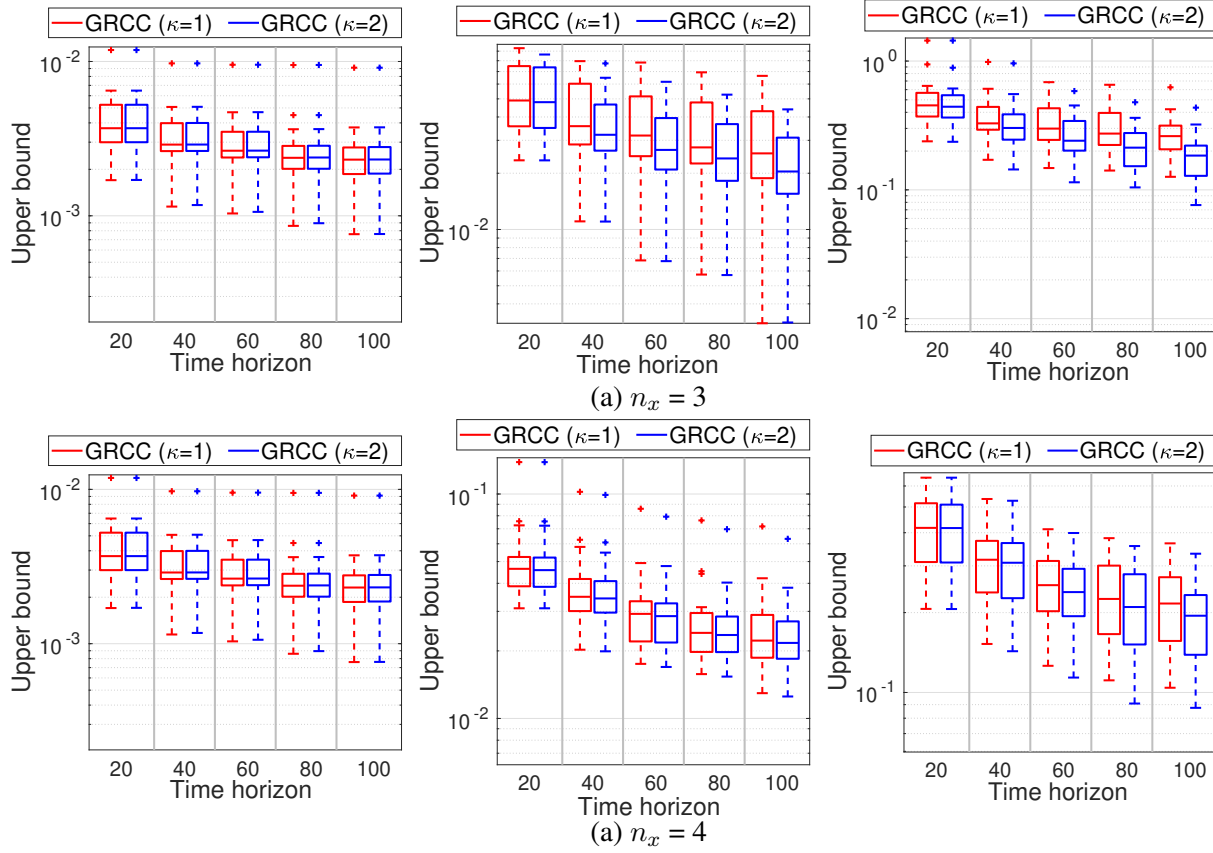 GRCC (κ=1) GRCC (κ=2)
10^-2
10^-3
Upper bound
20 40 60 80 100
Time horizon
GRCC (κ=1) GRCC (κ=2)
10^-2
Upper bound
20 40 60 80 100
Time horizon
GRCC (κ=1) GRCC (κ=2)
10^0
10^-1
10^-2
Upper bound
20 40 60 80 100
Time horizon
(a) n_x = 3
GRCC (κ=1) GRCC (κ=2)
10^-2
10^-3
Upper bound
20 40 60 80 100
Time horizon
GRCC (κ=1) GRCC (κ=2)
10^-1
10^-2
Upper bound
20 40 60 80 100
Time horizon
GRCC (κ=1) GRCC (κ=2)
10^-1
Upper bound
20 40 60 80 100
Time horizon
(a) n_x = 4